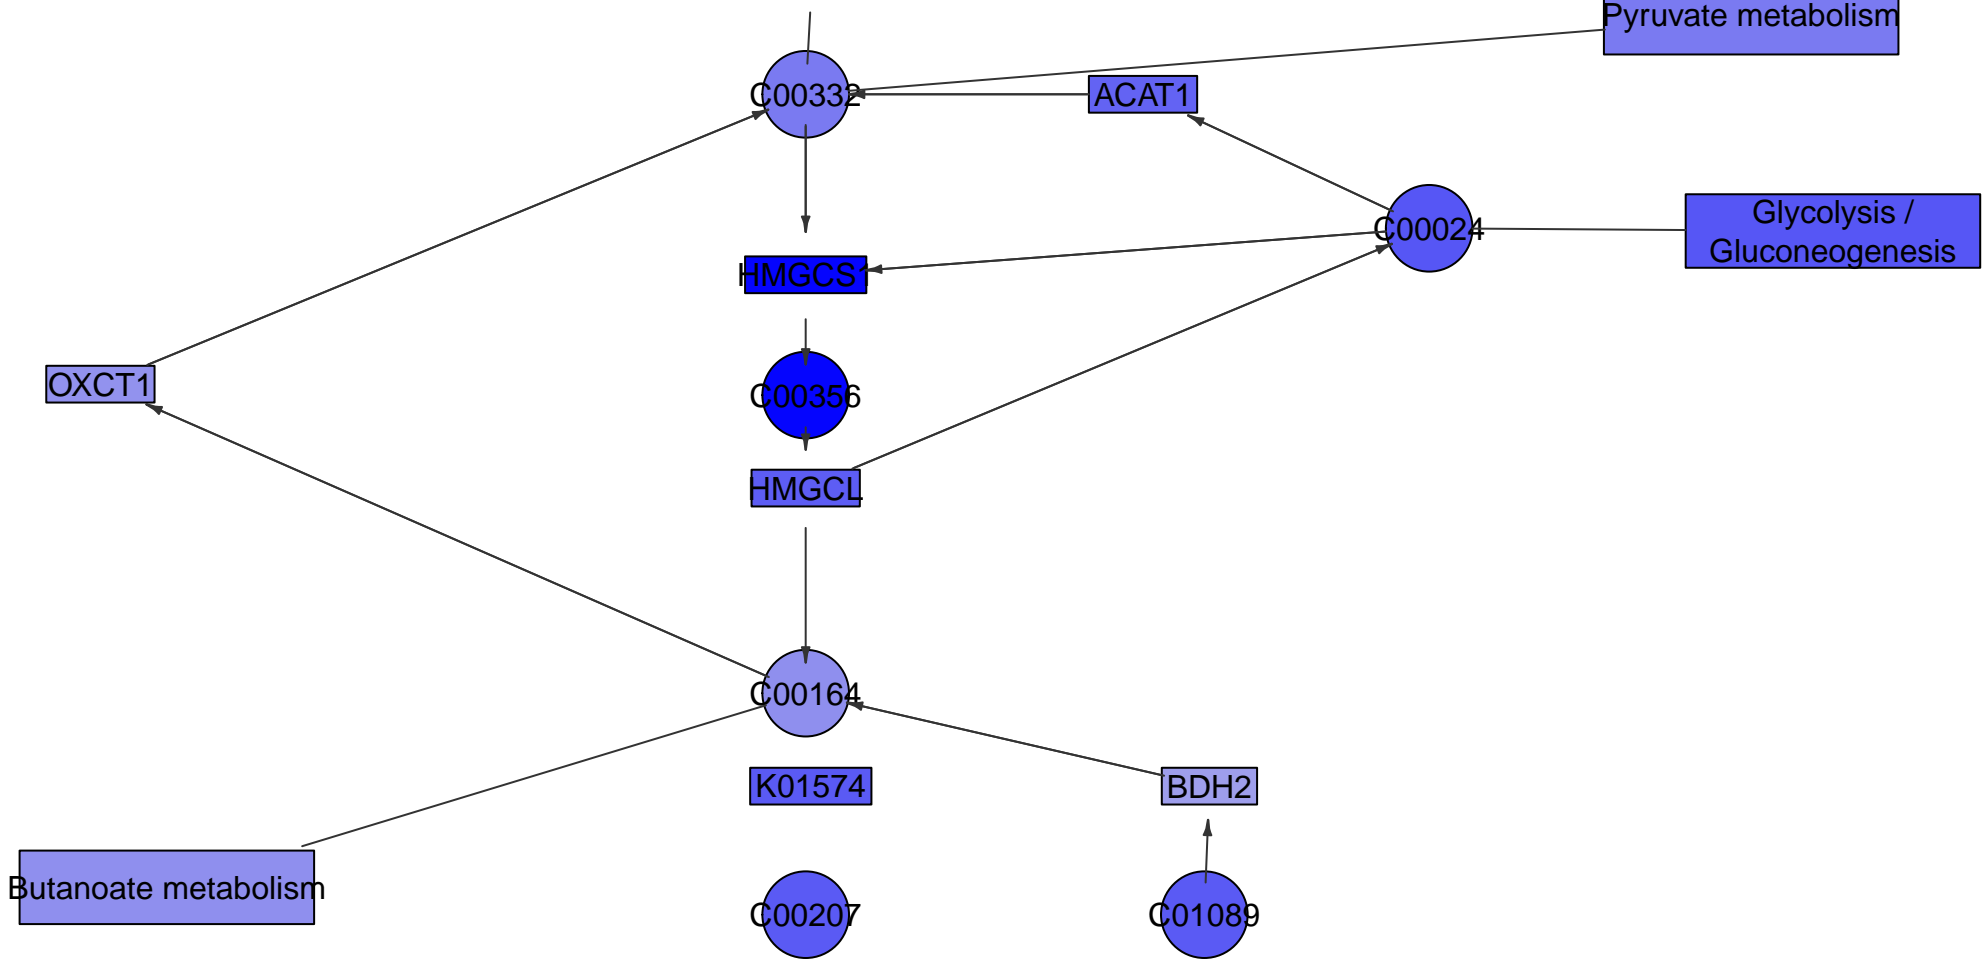 Pyruvate metabolism
C00332
ACAT1
C00024
Glycolysis /
Gluconeogenesis
HMGCS1
OXCT1
C00356
HMGCL
C00164
K01574
BDH2
Butanoate metabolism
C00207
C01089